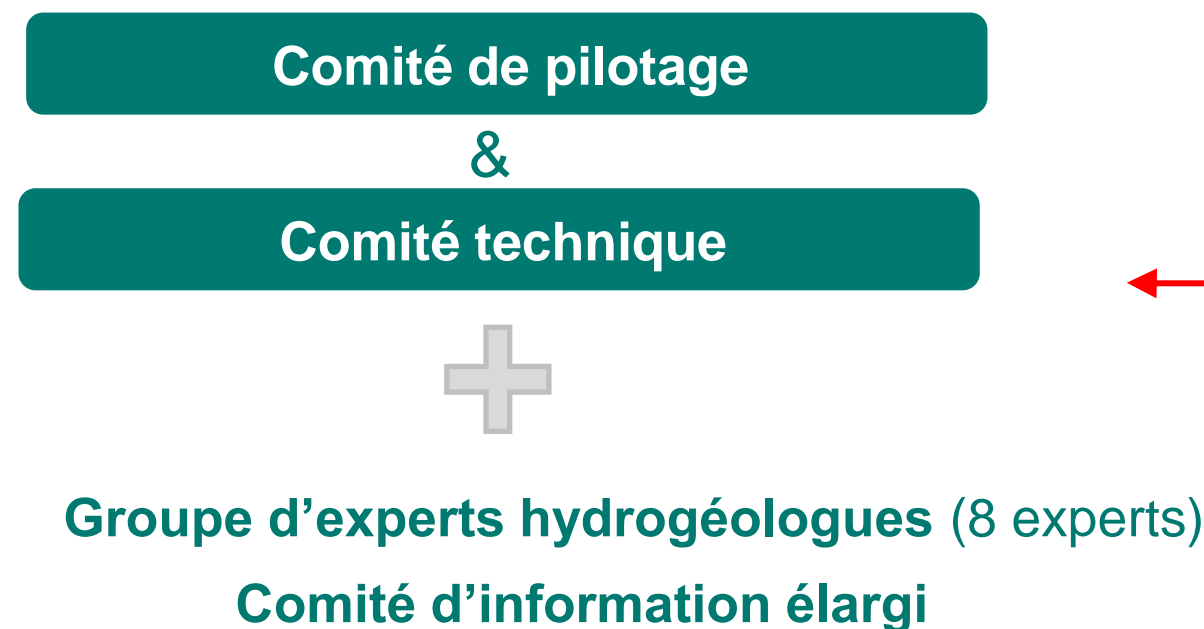 Comité de pilotage
&
Comité technique
Groupe d’experts hydrogéologues (8 experts)
Comité d’information élargi